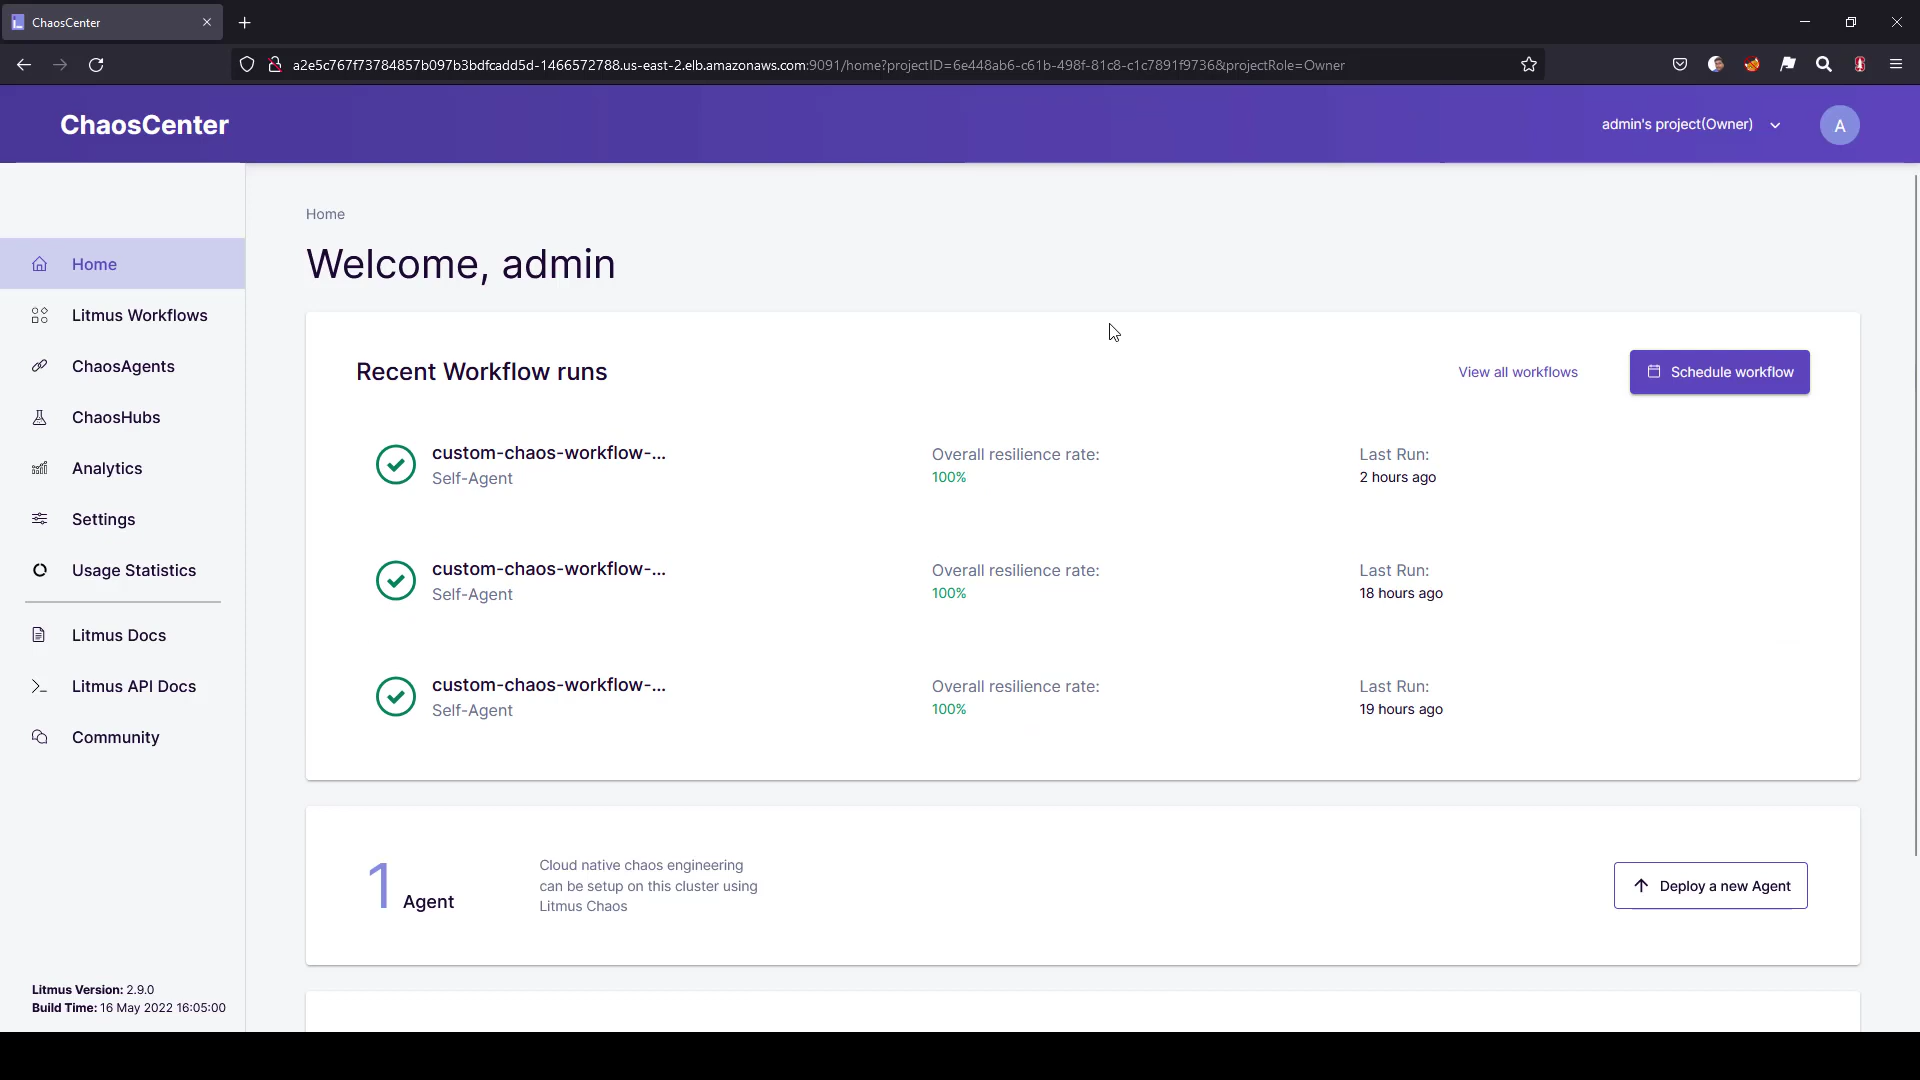 ChaosCenter
a2e5c767f73784857b097b3bdfcadd5d-1466572788.us-east-2.elb.amazonaws.com:9091/home?projectID=6e448ab6-c61b-498f-81c8-c1c7891f9736&projectRole=Owner
ChaosCenter
admin's project(Owner)
A
Home
Litmus Workflows
ChaosAgents
ChaosHubs
Analytics
Settings
Usage Statistics
Litmus Docs
Litmus API Docs
Community
Litmus Version: 2.9.0
Build Time: 16 May 2022 16:05:00
Home
Welcome, admin
Recent Workflow runs
View all workflows
Schedule workflow
custom-chaos-workflow-...
Self-Agent
Overall resilience rate:
100%
Last Run:
2 hours ago
custom-chaos-workflow-...
Self-Agent
Overall resilience rate:
100%
Last Run:
18 hours ago
custom-chaos-workflow-...
Self-Agent
Overall resilience rate:
100%
Last Run:
19 hours ago
1 Agent
Cloud native chaos engineering
can be setup on this cluster using
Litmus Chaos
Deploy a new Agent